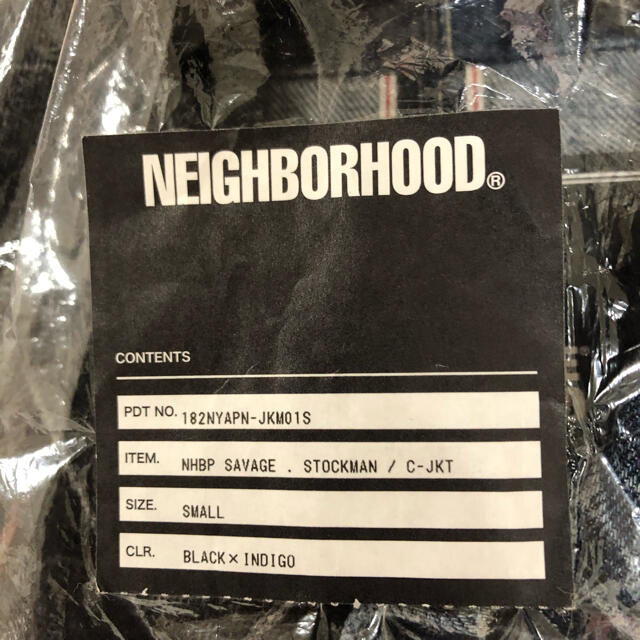 NEIGHBORHOOD®
CONTENTS
PDT NO. 182NYAPN-JKM01S
ITEM. NHBP SAVAGE . STOCKMAN / C-JKT
SIZE. SMALL
CLR. BLACK×INDIGO